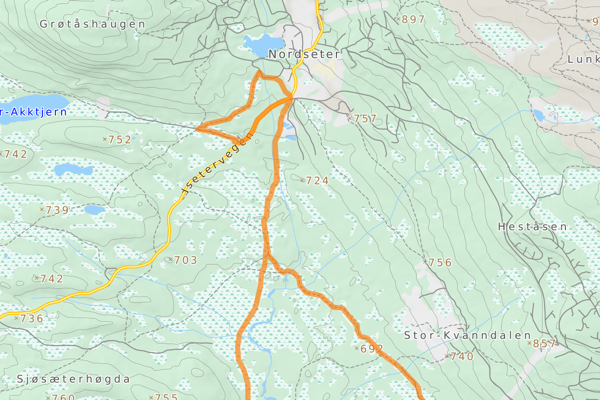 897
Grøtåshaugen
Nordseter
Lunk
r-Akktjern
757
752
742
setervegen
724
739
Heståsen
703
756
742
736
Stor-Kvanndalen
692
740
857
Sjøsæterhøgda
760
755